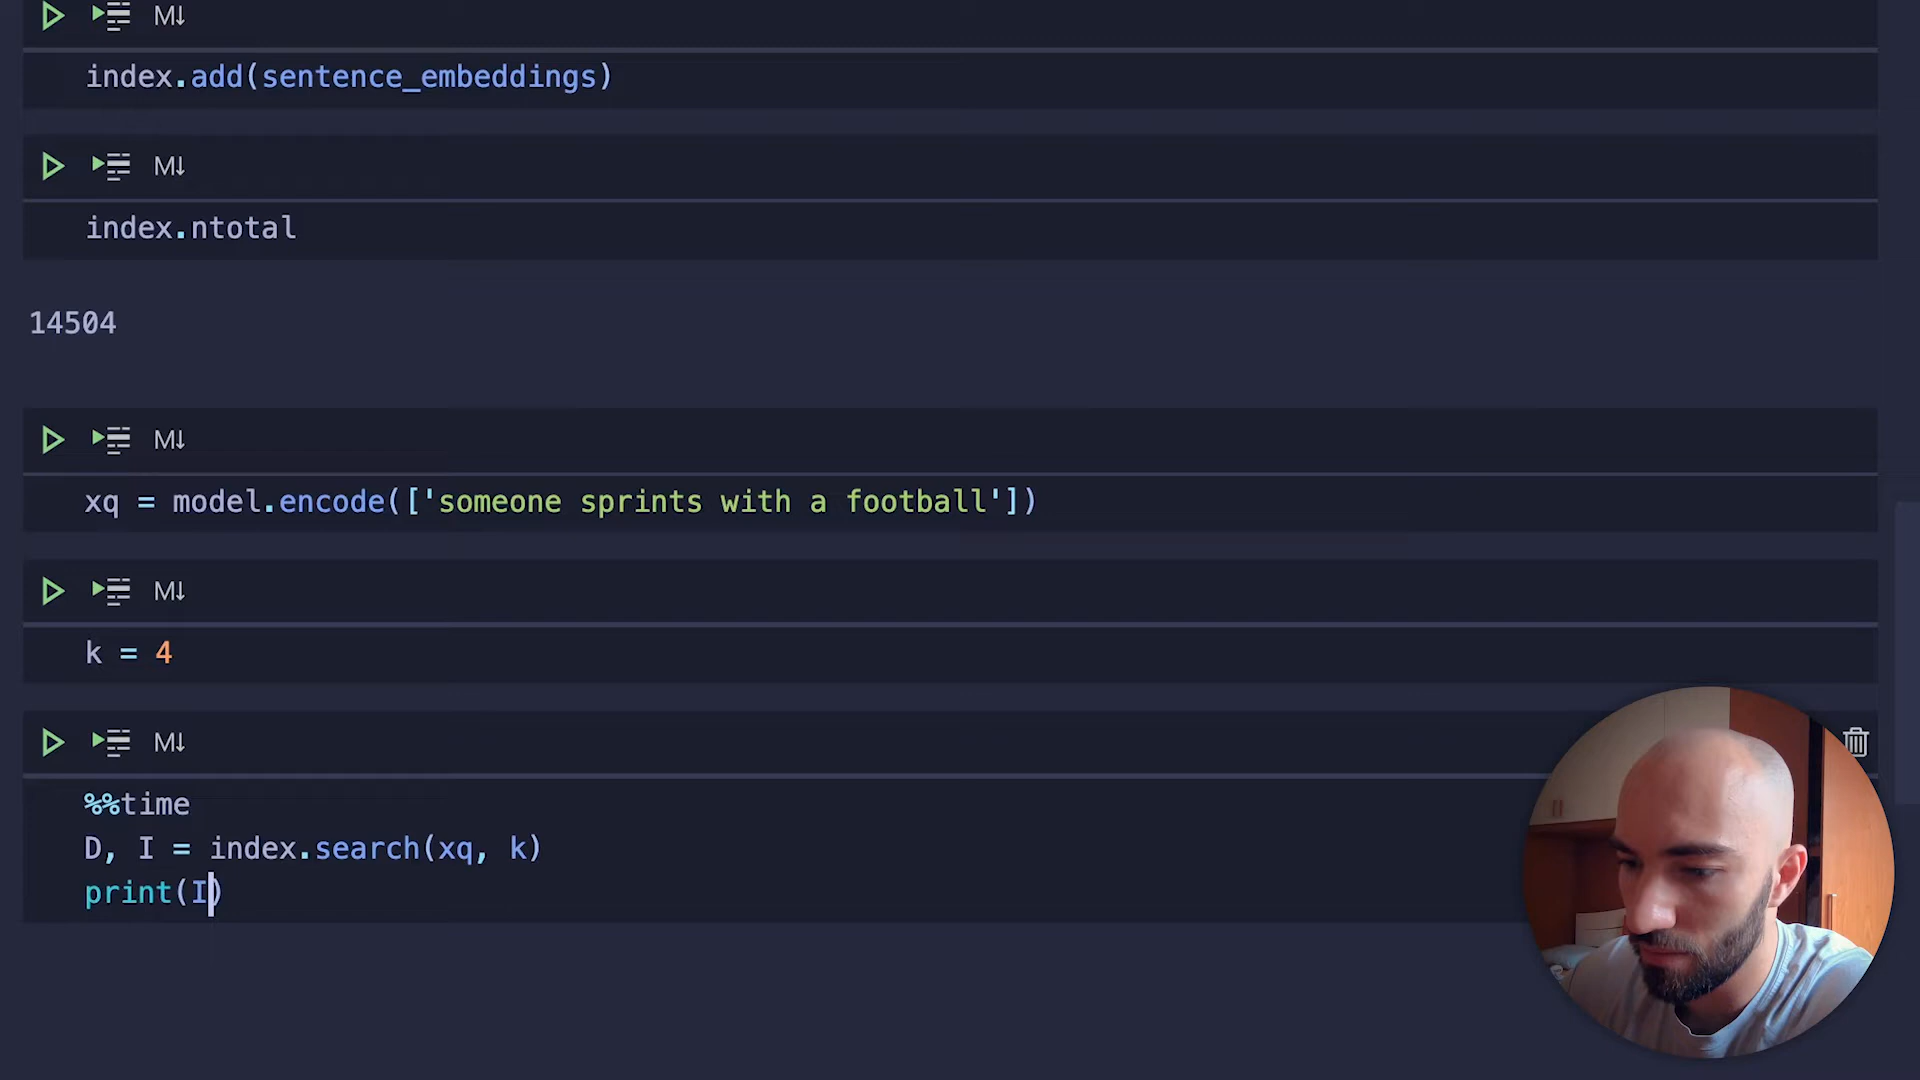 M↓
index.add(sentence_embeddings)
M↓
index.ntotal
14504
M↓
xq = model.encode(['someone sprints with a football'])
M↓
k = 4
M↓
%%time
D, I = index.search(xq, k)
print(I)